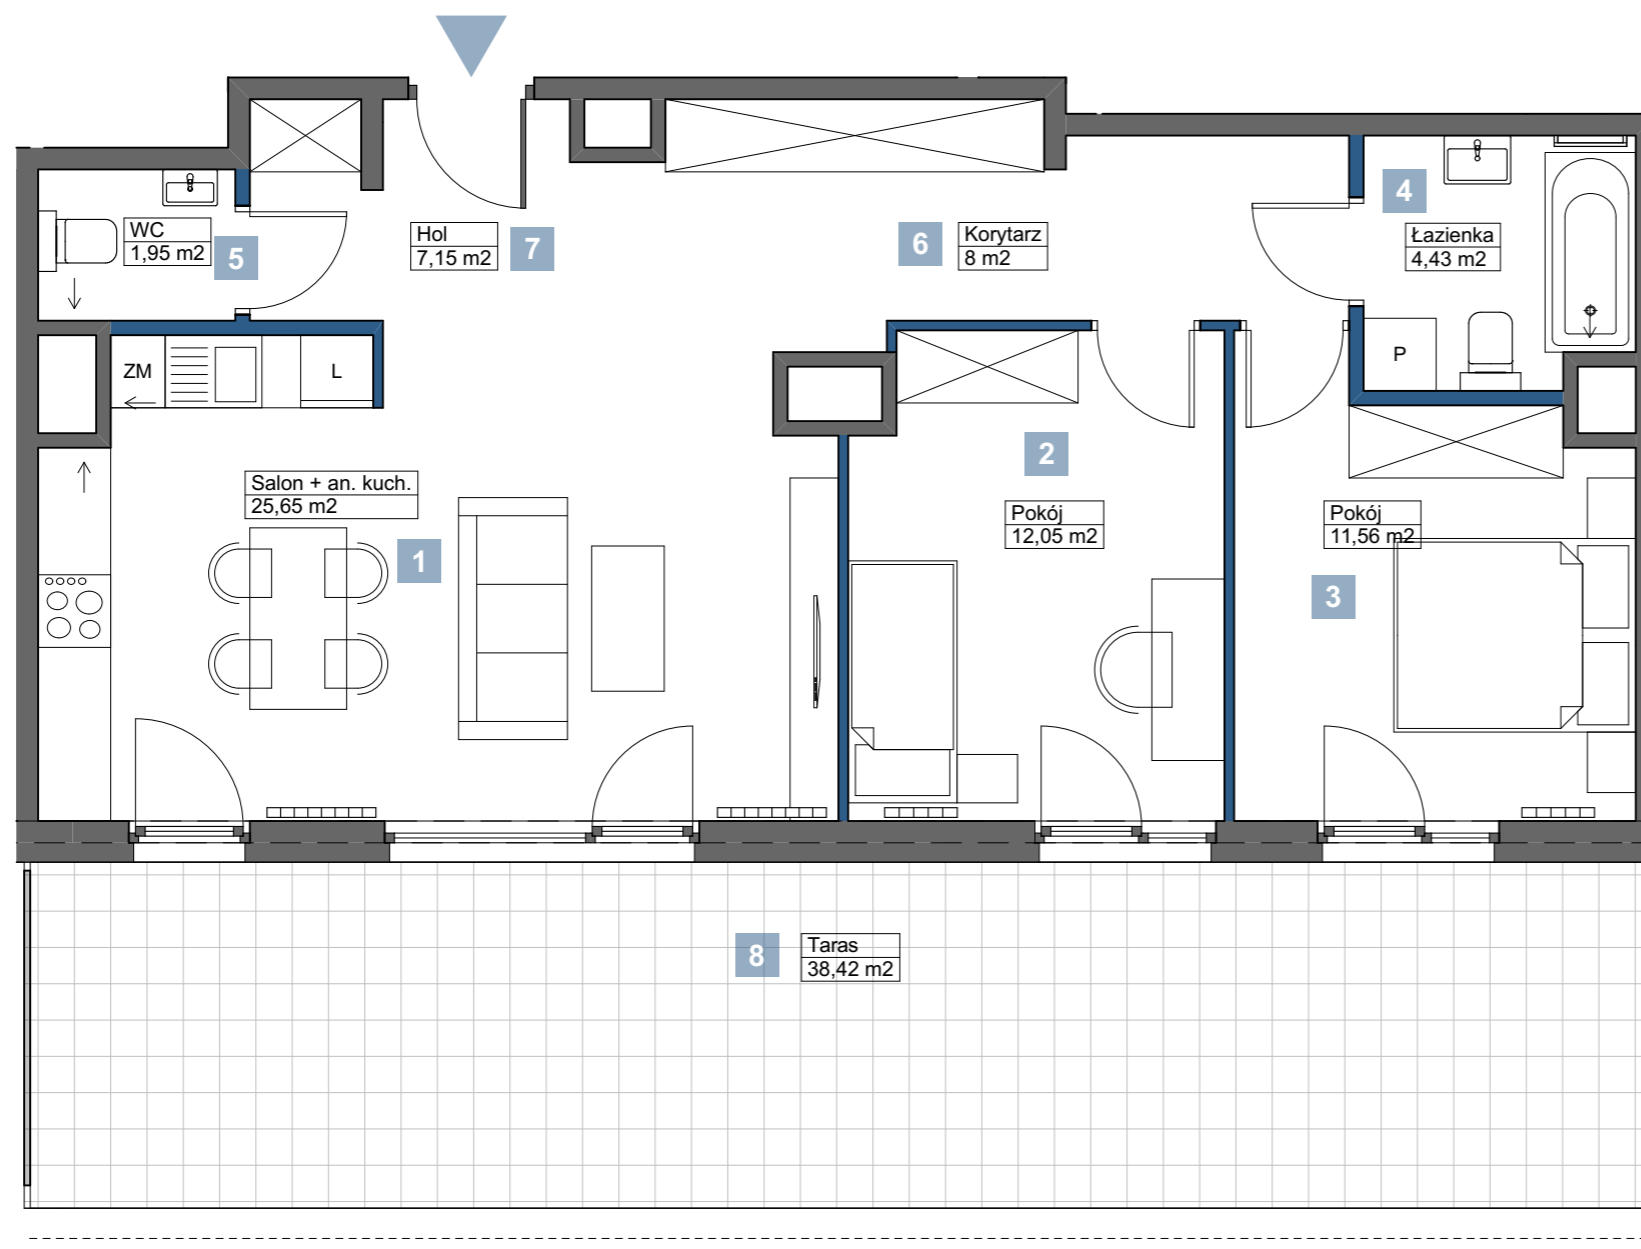 WC
1,95 m2
5
Hol
7,15 m2
7
6
Korytarz
8 m2
4
Łazienka
4,43 m2
ZM
L
P
Salon + an. kuch.
25,65 m2
1
2
Pokój
12,05 m2
Pokój
11,56 m2
3
8
Taras
38,42 m2